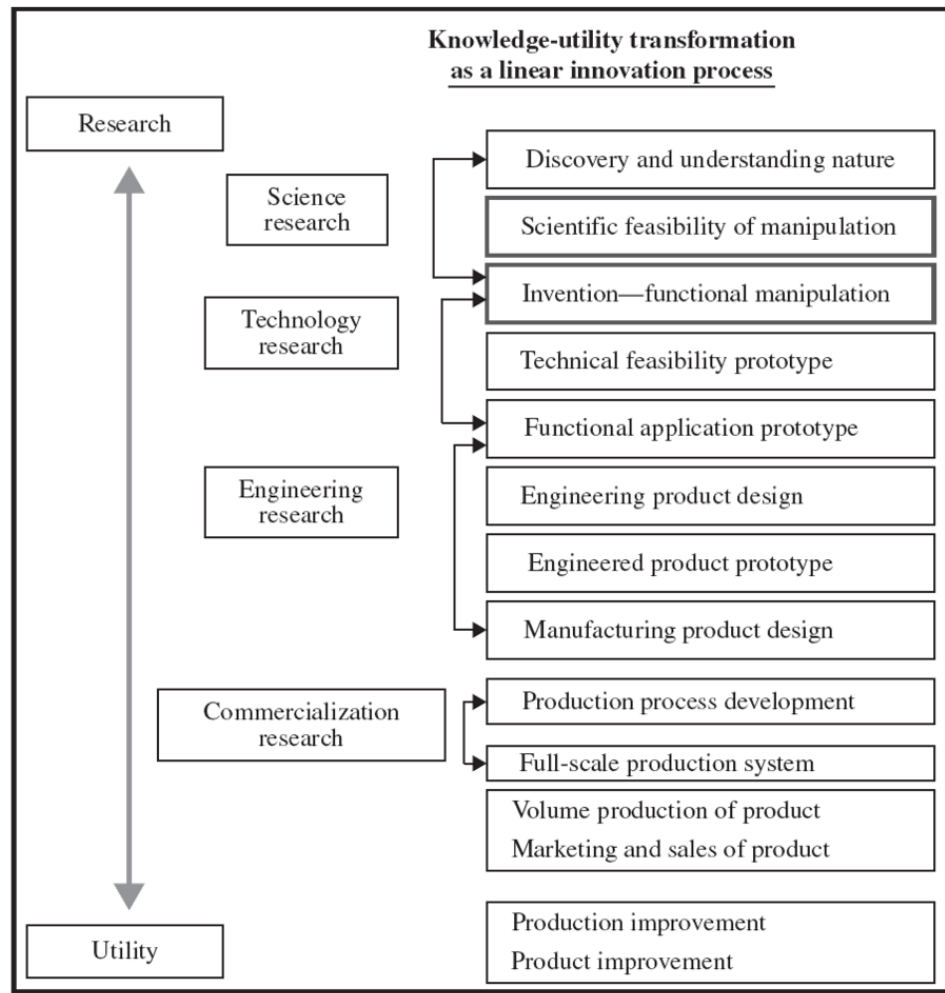 Knowledge-utility transformation
as a linear innovation process
Research
Discovery and understanding nature
Science
research
Scientific feasibility of manipulation
Invention—functional manipulation
Technology
research
Technical feasibility prototype
Functional application prototype
Engineering
research
Engineering product design
Engineered product prototype
Manufacturing product design
Commercialization
research
Production process development
Full-scale production system
Volume production of product
Marketing and sales of product
Production improvement
Utility
Product improvement